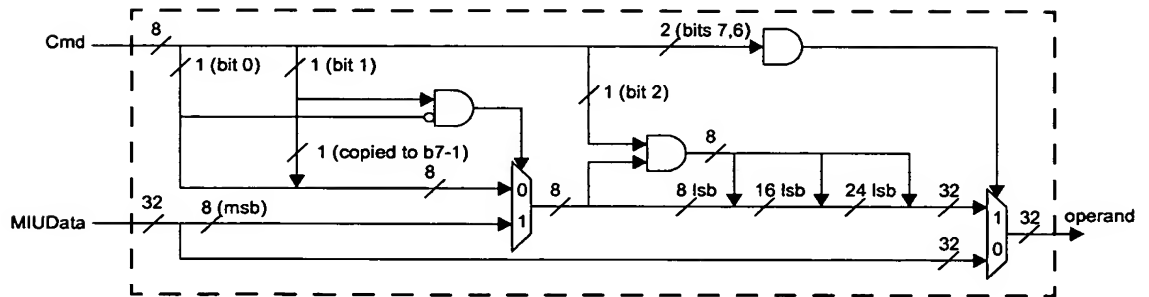 Cmd
8
2 (bits 7,6)
1 (bit 0)
1 (bit 1)
1 (bit 2)
1 (copied to b7-1)
8
8
0
1
8
8 lsb
16 lsb
24 lsb
32
MIUData
32
8 (msb)
1
0
32
operand
32